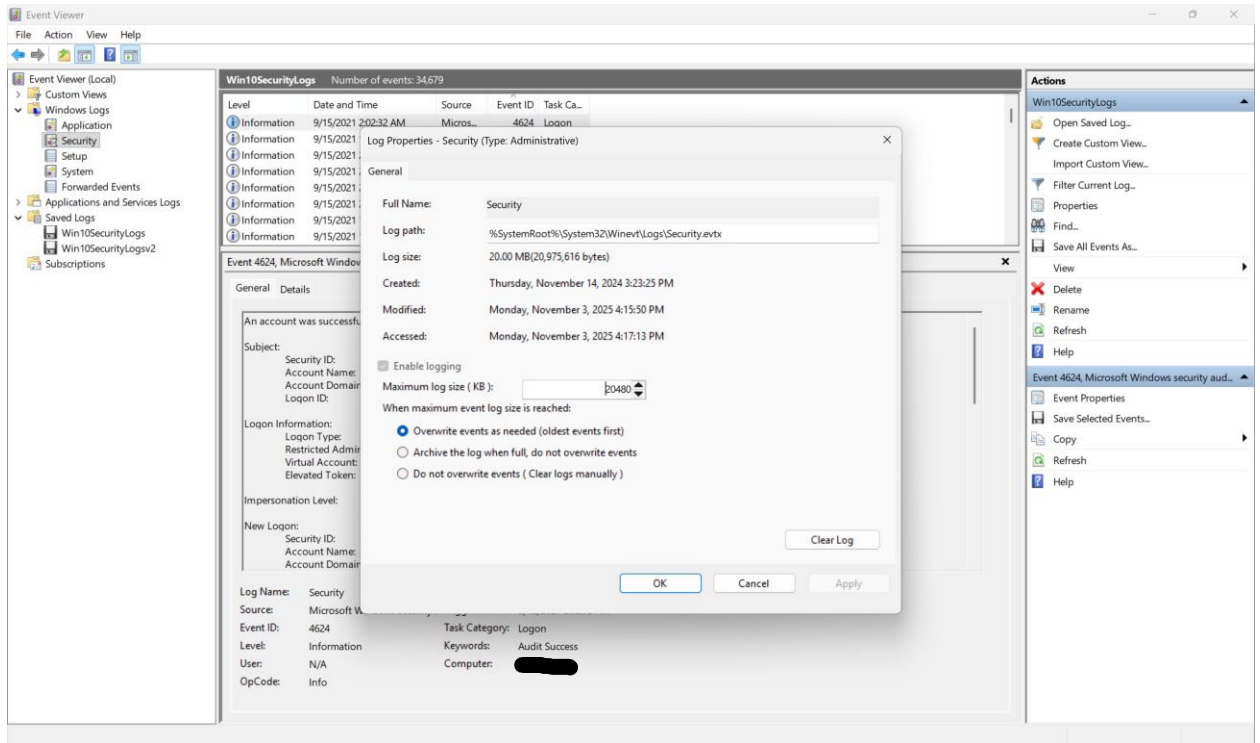 Event Viewer
File Action View Help
Event Viewer (Local)
Custom Views
Windows Logs
Application
Security
Setup
System
Forwarded Events
Applications and Services Logs
Saved Logs
Win10SecurityLogs
Win10SecurityLogsv2
Subscriptions
Win10SecurityLogs Number of events: 34,679
Level Date and Time Source Event ID Task Ca...
Information 9/15/2021 2:02:32 AM Micros... 4624 Logon
Information 9/15/2021
Information 9/15/2021
Information 9/15/2021
Information 9/15/2021
Information 9/15/2021
Information 9/15/2021
Information 9/15/2021
Event 4624, Microsoft Window
General Details
An account was successfu
Subject:
Security ID:
Account Name:
Account Domain
Logon ID:
Logon Information:
Logon Type:
Restricted Admin
Virtual Account:
Elevated Token:
Impersonation Level:
New Logon:
Security ID:
Account Name:
Account Domain
Log Name: Security
Source: Microsoft W
Event ID: 4624 Task Category: Logon
Level: Information Keywords: Audit Success
User: N/A Computer:
OpCode: Info
Log Properties - Security (Type: Administrative)
General
Full Name: Security
Log path: %SystemRoot%\System32\Winevt\Logs\Security.evtx
Log size: 20.00 MB(20,975,616 bytes)
Created: Thursday, November 14, 2024 3:23:25 PM
Modified: Monday, November 3, 2025 4:15:50 PM
Accessed: Monday, November 3, 2025 4:17:13 PM
Enable logging
Maximum log size ( KB ): 20480
When maximum event log size is reached:
Overwrite events as needed (oldest events first)
Archive the log when full, do not overwrite events
Do not overwrite events ( Clear logs manually )
Clear Log
OK Cancel Apply
Actions
Win10SecurityLogs
Open Saved Log...
Create Custom View...
Import Custom View...
Filter Current Log...
Properties
Find...
Save All Events As...
View
Delete
Rename
Refresh
Help
Event 4624, Microsoft Windows security aud...
Event Properties
Save Selected Events...
Copy
Refresh
Help